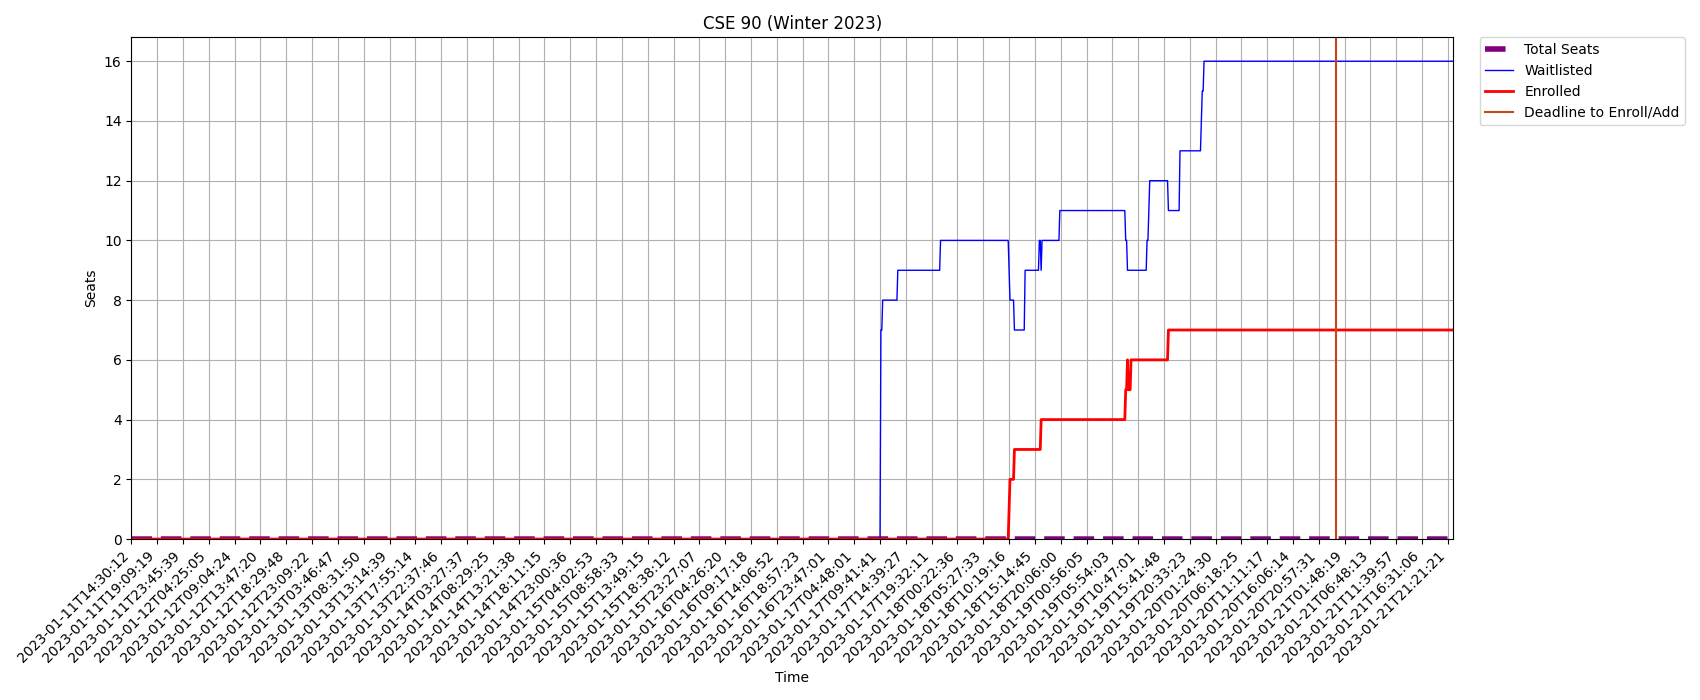 CSE 90 (Winter 2023)
Total Seats
Waitlisted
Enrolled
Deadline to Enroll/Add
Seats
16
14
12
10
8
6
4
2
0
2023-01-11T14:30:12
2023-01-11T19:09:19
2023-01-11T23:45:39
2023-01-12T04:25:05
2023-01-12T09:04:24
2023-01-12T13:47:20
2023-01-12T18:29:48
2023-01-12T23:09:22
2023-01-13T03:46:47
2023-01-13T08:31:50
2023-01-13T13:14:39
2023-01-13T17:55:14
2023-01-13T22:37:46
2023-01-14T03:27:37
2023-01-14T08:29:25
2023-01-14T13:21:38
2023-01-14T18:11:15
2023-01-14T23:00:36
2023-01-15T04:02:53
2023-01-15T08:58:33
2023-01-15T13:49:15
2023-01-15T18:38:12
2023-01-15T23:27:07
2023-01-16T04:26:20
2023-01-16T09:17:18
2023-01-16T14:06:52
2023-01-16T18:57:23
2023-01-16T23:47:01
2023-01-17T04:48:01
2023-01-17T09:41:41
2023-01-17T14:39:27
2023-01-17T19:32:11
2023-01-18T00:22:36
2023-01-18T05:27:33
2023-01-18T10:19:16
2023-01-18T15:14:45
2023-01-18T20:06:00
2023-01-19T00:56:05
2023-01-19T05:54:03
2023-01-19T10:47:01
2023-01-19T15:41:48
2023-01-19T20:33:23
2023-01-20T01:24:30
2023-01-20T06:18:25
2023-01-20T11:11:17
2023-01-20T16:06:14
2023-01-20T20:57:31
2023-01-21T01:48:19
2023-01-21T06:48:13
2023-01-21T11:39:57
2023-01-21T16:31:06
2023-01-21T21:21:21
Time